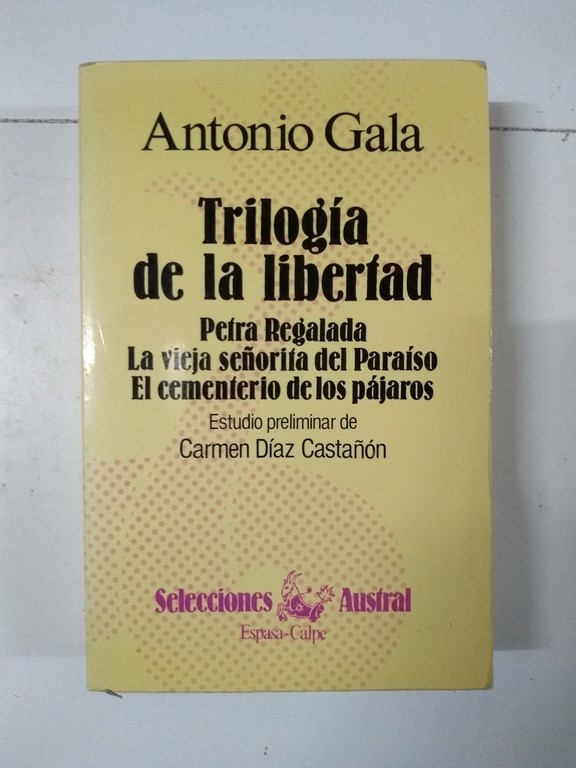 Antonio Gala
Trilogía
de la libertad
Petra Regalada
La vieja señorita del Paraíso
El cementerio de los pájaros
Estudio preliminar de
Carmen Díaz Castañón
Selecciones Austral
Espasa-Calpe